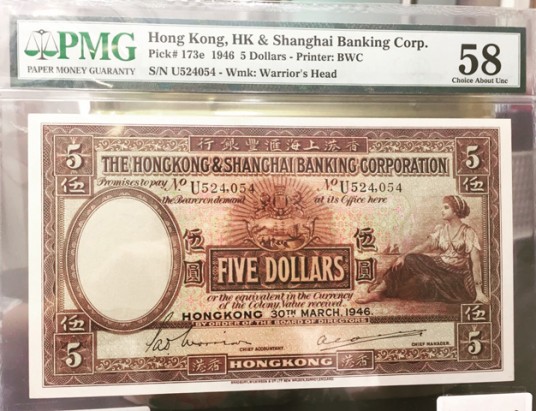 PMG
PAPER MONEY GUARANTY
Hong Kong, HK & Shanghai Banking Corp.
Pick# 173e 1946 5 Dollars - Printer: BWC
S/N U524054 - Wmk: Warrior's Head
58
Choice About Unc
行銀豐滙海上港香
5 5
伍 伍
THE HONGKONG & SHANGHAI BANKING CORPORATION
Promises to pay No U524,054 No U524,054
the Bearer on demand at its Office here
伍圓 伍圓
FIVE DOLLARS
or the equivalent in the Currency
of the Colony, Value received.
HONGKONG 30TH MARCH, 1946.
BY ORDER OF THE BOARD OF DIRECTORS
CHIEF ACCOUNTANT. CHIEF MANAGER.
伍 伍
5 5
港香 HONGKONG 港香